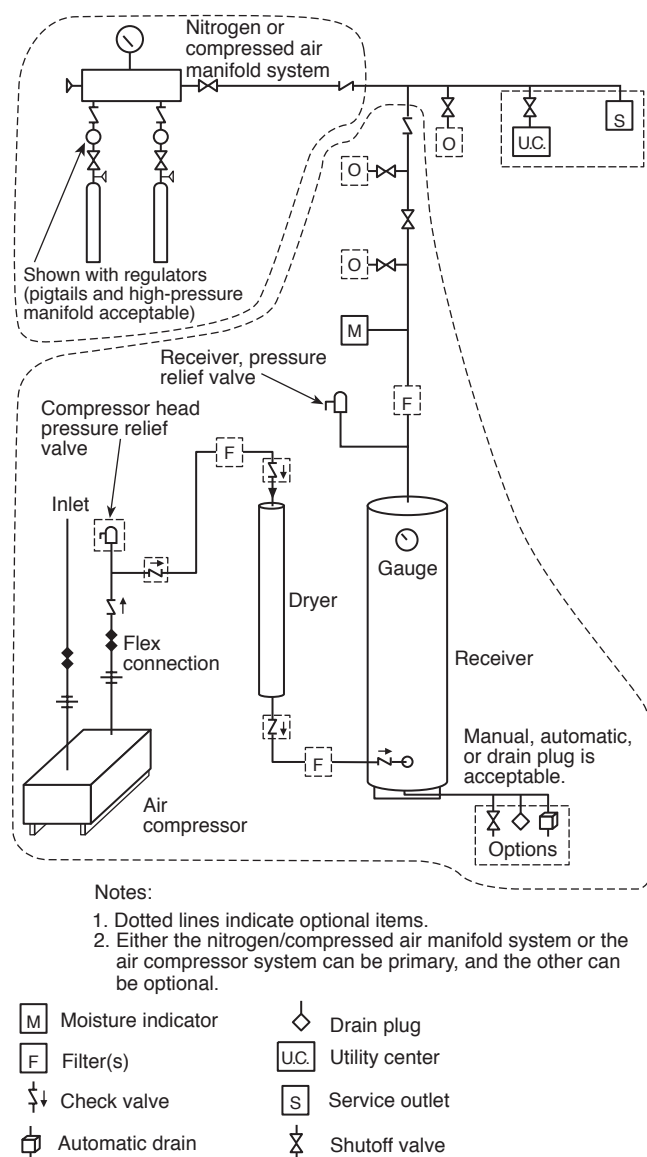 Nitrogen or
compressed air
manifold system
S
U.C.
O
O
O
Shown with regulators
(pigtails and high-pressure
manifold acceptable)
M
Receiver, pressure
relief valve
F
Compressor head
pressure relief
valve
F
Inlet
Gauge
Dryer
Flex
connection
Receiver
Manual, automatic,
or drain plug is
acceptable.
F
Air
compressor
Options
Notes:
1. Dotted lines indicate optional items.
2. Either the nitrogen/compressed air manifold system or the
air compressor system can be primary, and the other can
be optional.
M Moisture indicator
Drain plug
F Filter(s)
U.C. Utility center
Check valve
S Service outlet
Automatic drain
Shutoff valve